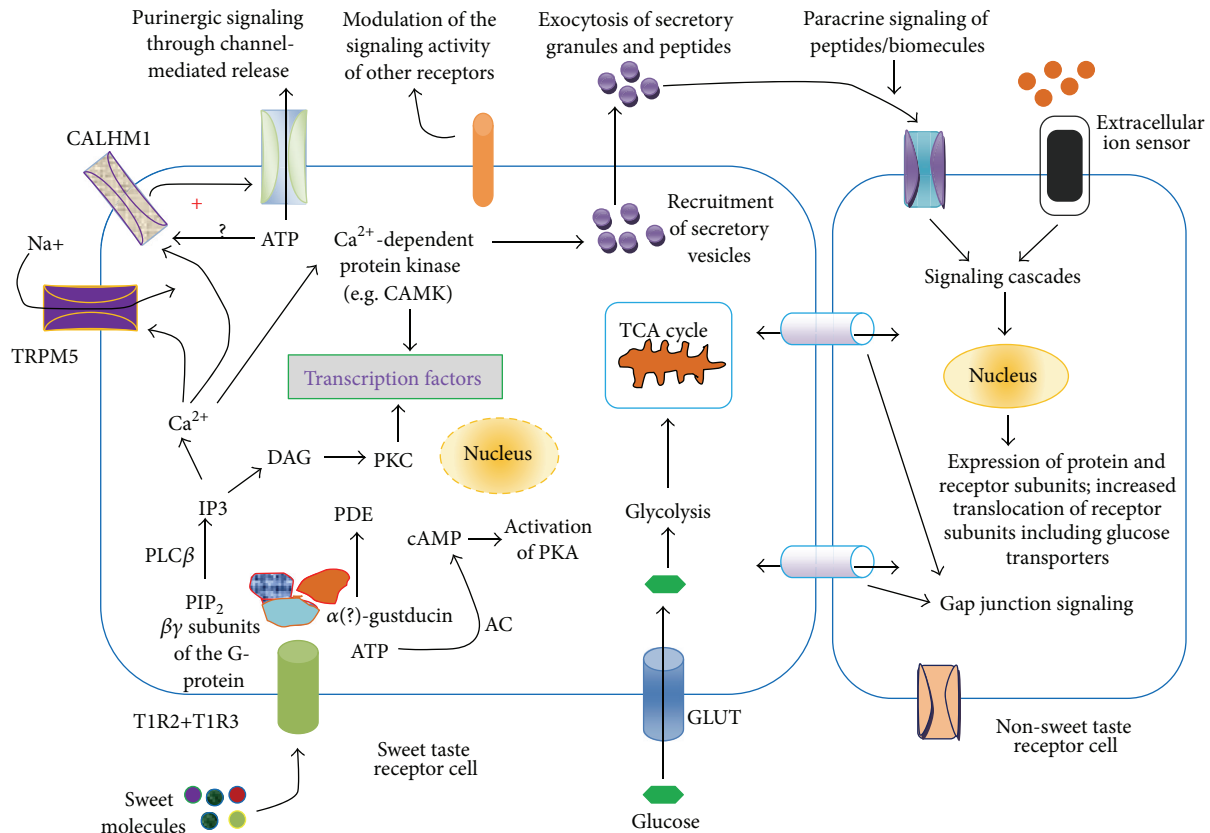 Purinergic signaling
through channel-
mediated release
Modulation of the
signaling activity
of other receptors
Exocytosis of secretory
granules and peptides
Paracrine signaling of
peptides/biomecules
Extracellular
ion sensor
CALHM1
+
?
ATP
Na+
TRPM5
Ca²⁺-dependent
protein kinase
(e.g. CAMK)
Recruitment
of secretory
vesicles
Signaling cascades
TCA cycle
Transcription factors
Nucleus
Ca²⁺
DAG
PKC
Nucleus
Expression of protein and
receptor subunits; increased
translocation of receptor
subunits including glucose
transporters
IP3
PDE
cAMP
Activation
of PKA
Glycolysis
PLCβ
PIP₂
βγ subunits
of the G-
protein
α(?)-gustducin
ATP
AC
Gap junction signaling
T1R2+T1R3
GLUT
Sweet taste
receptor cell
Non-sweet taste
receptor cell
Sweet
molecules
Glucose